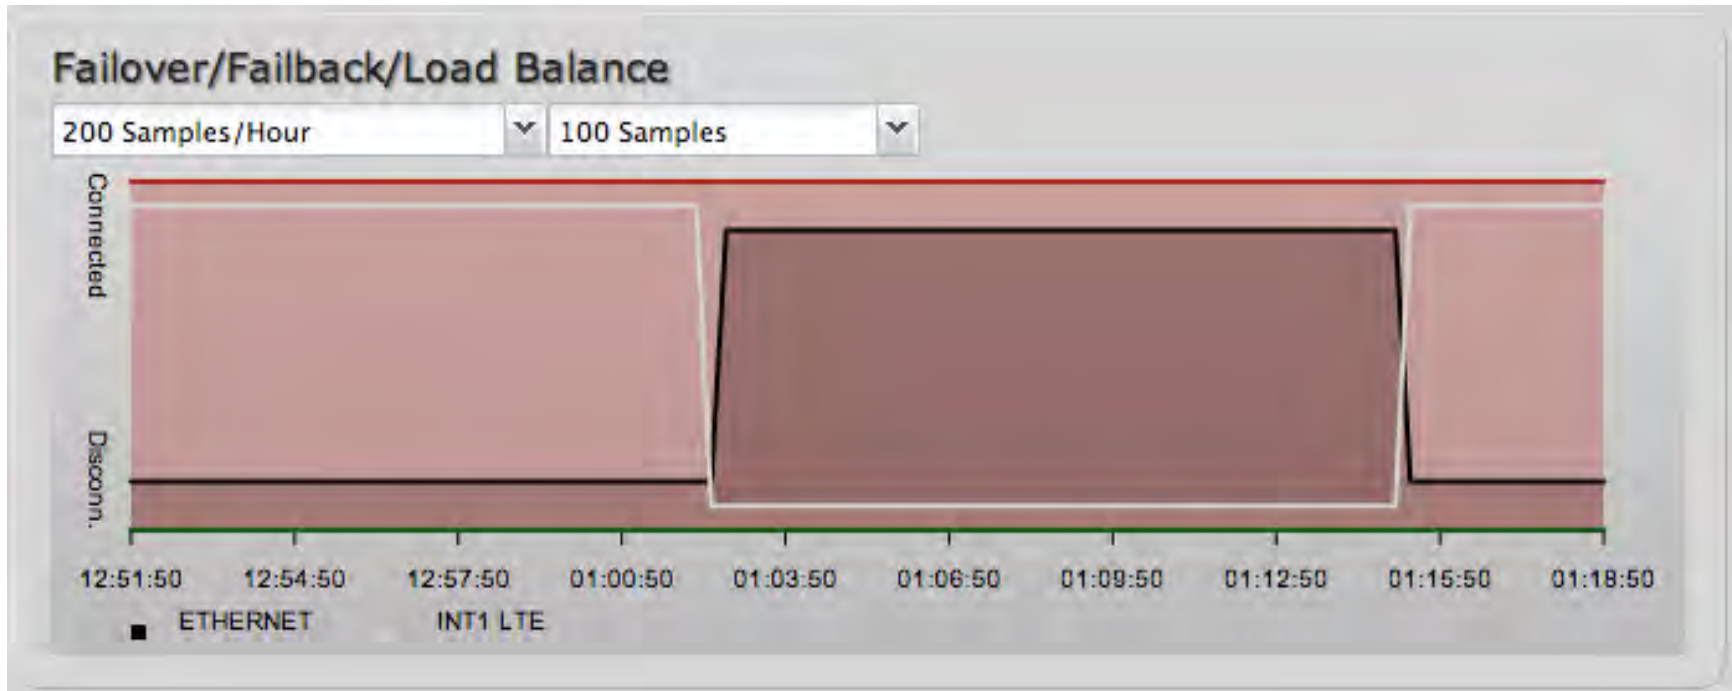 Failover/Failback/Load Balance
200 Samples/Hour 100 Samples
Connected
Disconn.
12:51:50 12:54:50 12:57:50 01:00:50 01:03:50 01:06:50 01:09:50 01:12:50 01:15:50 01:18:50
ETHERNET INT1 LTE